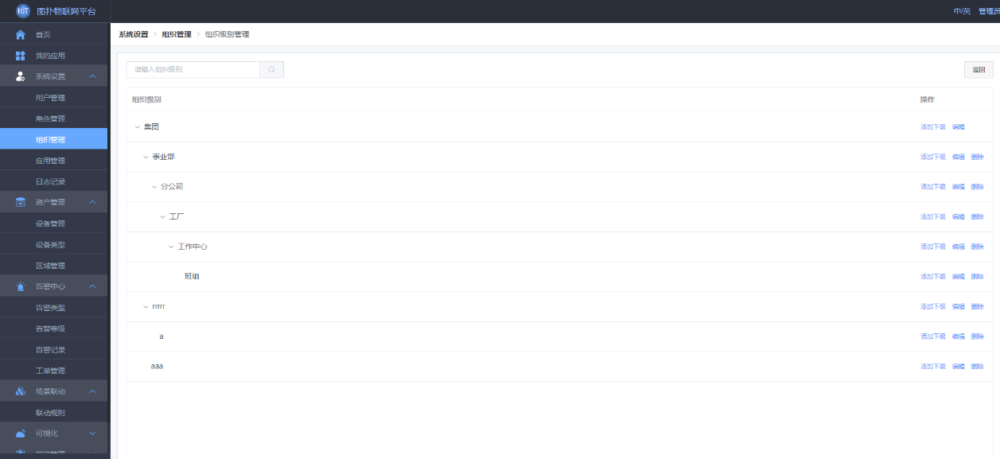 IoT 图扑物联网平台
中/英 管理员
首页
我的应用
系统设置
用户管理
角色管理
组织管理
应用管理
日志记录
资产管理
设备管理
设备类型
区域管理
告警中心
告警类型
告警等级
告警记录
工单管理
场景联动
联动规则
可视化
系统设置 > 组织管理 > 组织级别管理
请输入组织级别
返回
组织级别 操作
集团 添加下级 编辑
事业部 添加下级 编辑 删除
分公司 添加下级 编辑 删除
工厂 添加下级 编辑 删除
工作中心 添加下级 编辑 删除
班组 添加下级 编辑 删除
rrrrr 添加下级 编辑 删除
a 添加下级 编辑 删除
aaa 添加下级 编辑 删除